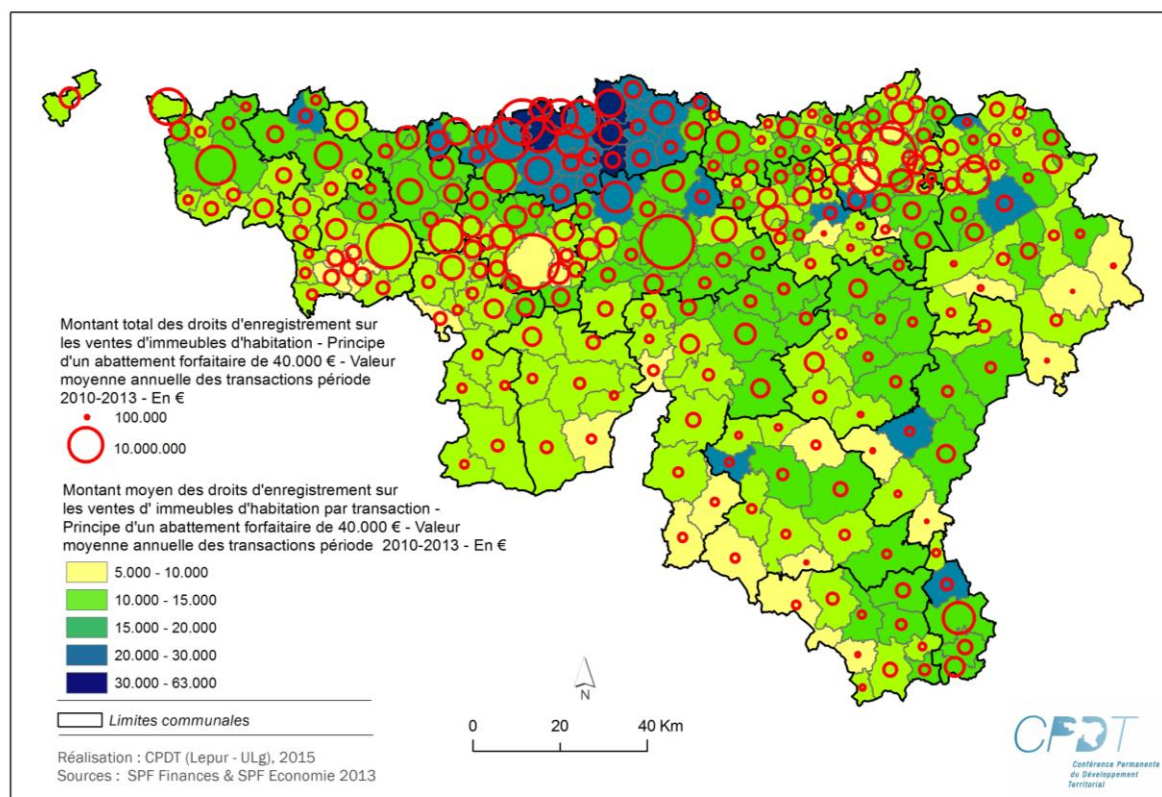 Montant total des droits d'enregistrement sur
les ventes d'immeubles d'habitation - Principe
d'un abattement forfaitaire de 40.000 € - Valeur
moyenne annuelle des transactions période
2010-2013 - En €
100.000
10.000.000
Montant moyen des droits d'enregistrement sur
les ventes d' immeubles d'habitation par transaction -
Principe d'un abattement forfaitaire de 40.000 € - Valeur
moyenne annuelle des transactions période 2010-2013 - En €
5.000 - 10.000
10.000 - 15.000
15.000 - 20.000
20.000 - 30.000
30.000 - 63.000
Limites communales
Réalisation : CPDT (Lepur - ULg), 2015
Sources : SPF Finances & SPF Economie 2013
N
0 20 40 Km
CPDT
Conférence Permanente
du Développement
Territorial